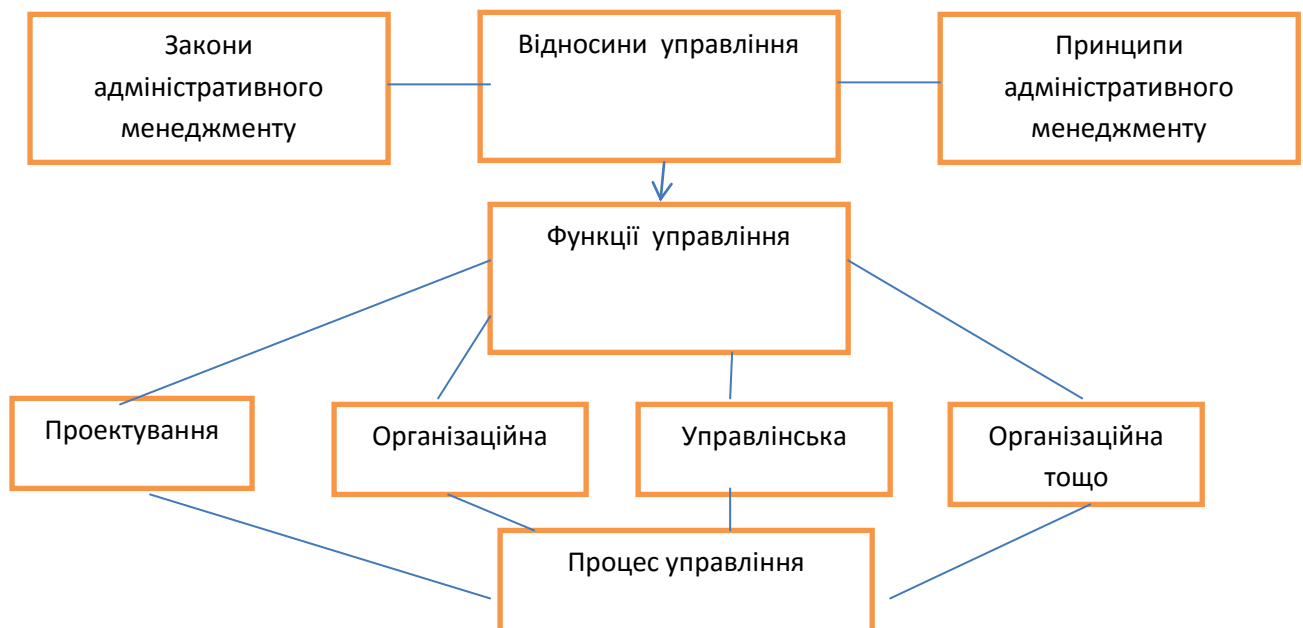 Закони
адміністративного
менеджменту
Відносини управління
Принципи
адміністративного
менеджменту
Функції управління
Проектування
Організаційна
Управлінська
Організаційна
тощо
Процес управління